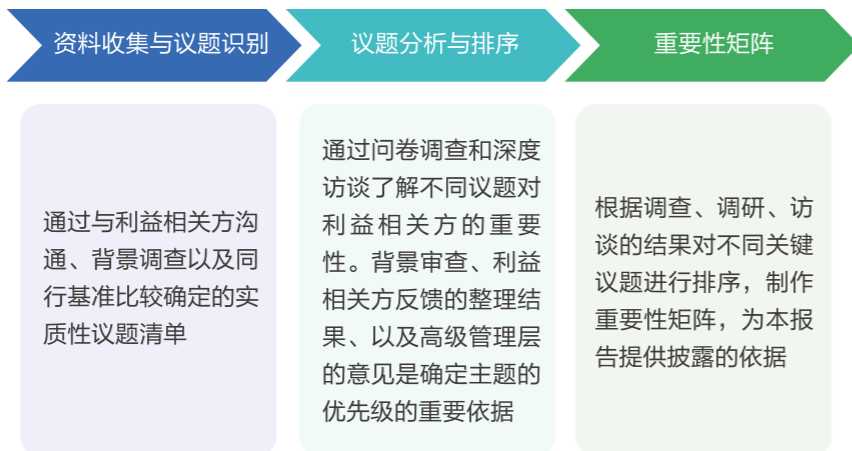 资料收集与议题识别
议题分析与排序
重要性矩阵
通过与利益相关方沟
通、背景调查以及同
行基准比较确定的实
质性议题清单
通过问卷调查和深度
访谈了解不同议题对
利益相关方的重要
性。背景审查、利益
相关方反馈的整理结
果、以及高级管理层
的意见是确定主题的
优先级的重要依据
根据调查、调研、访
谈的结果对不同关键
议题进行排序，制作
重要性矩阵，为本报
告提供披露的依据